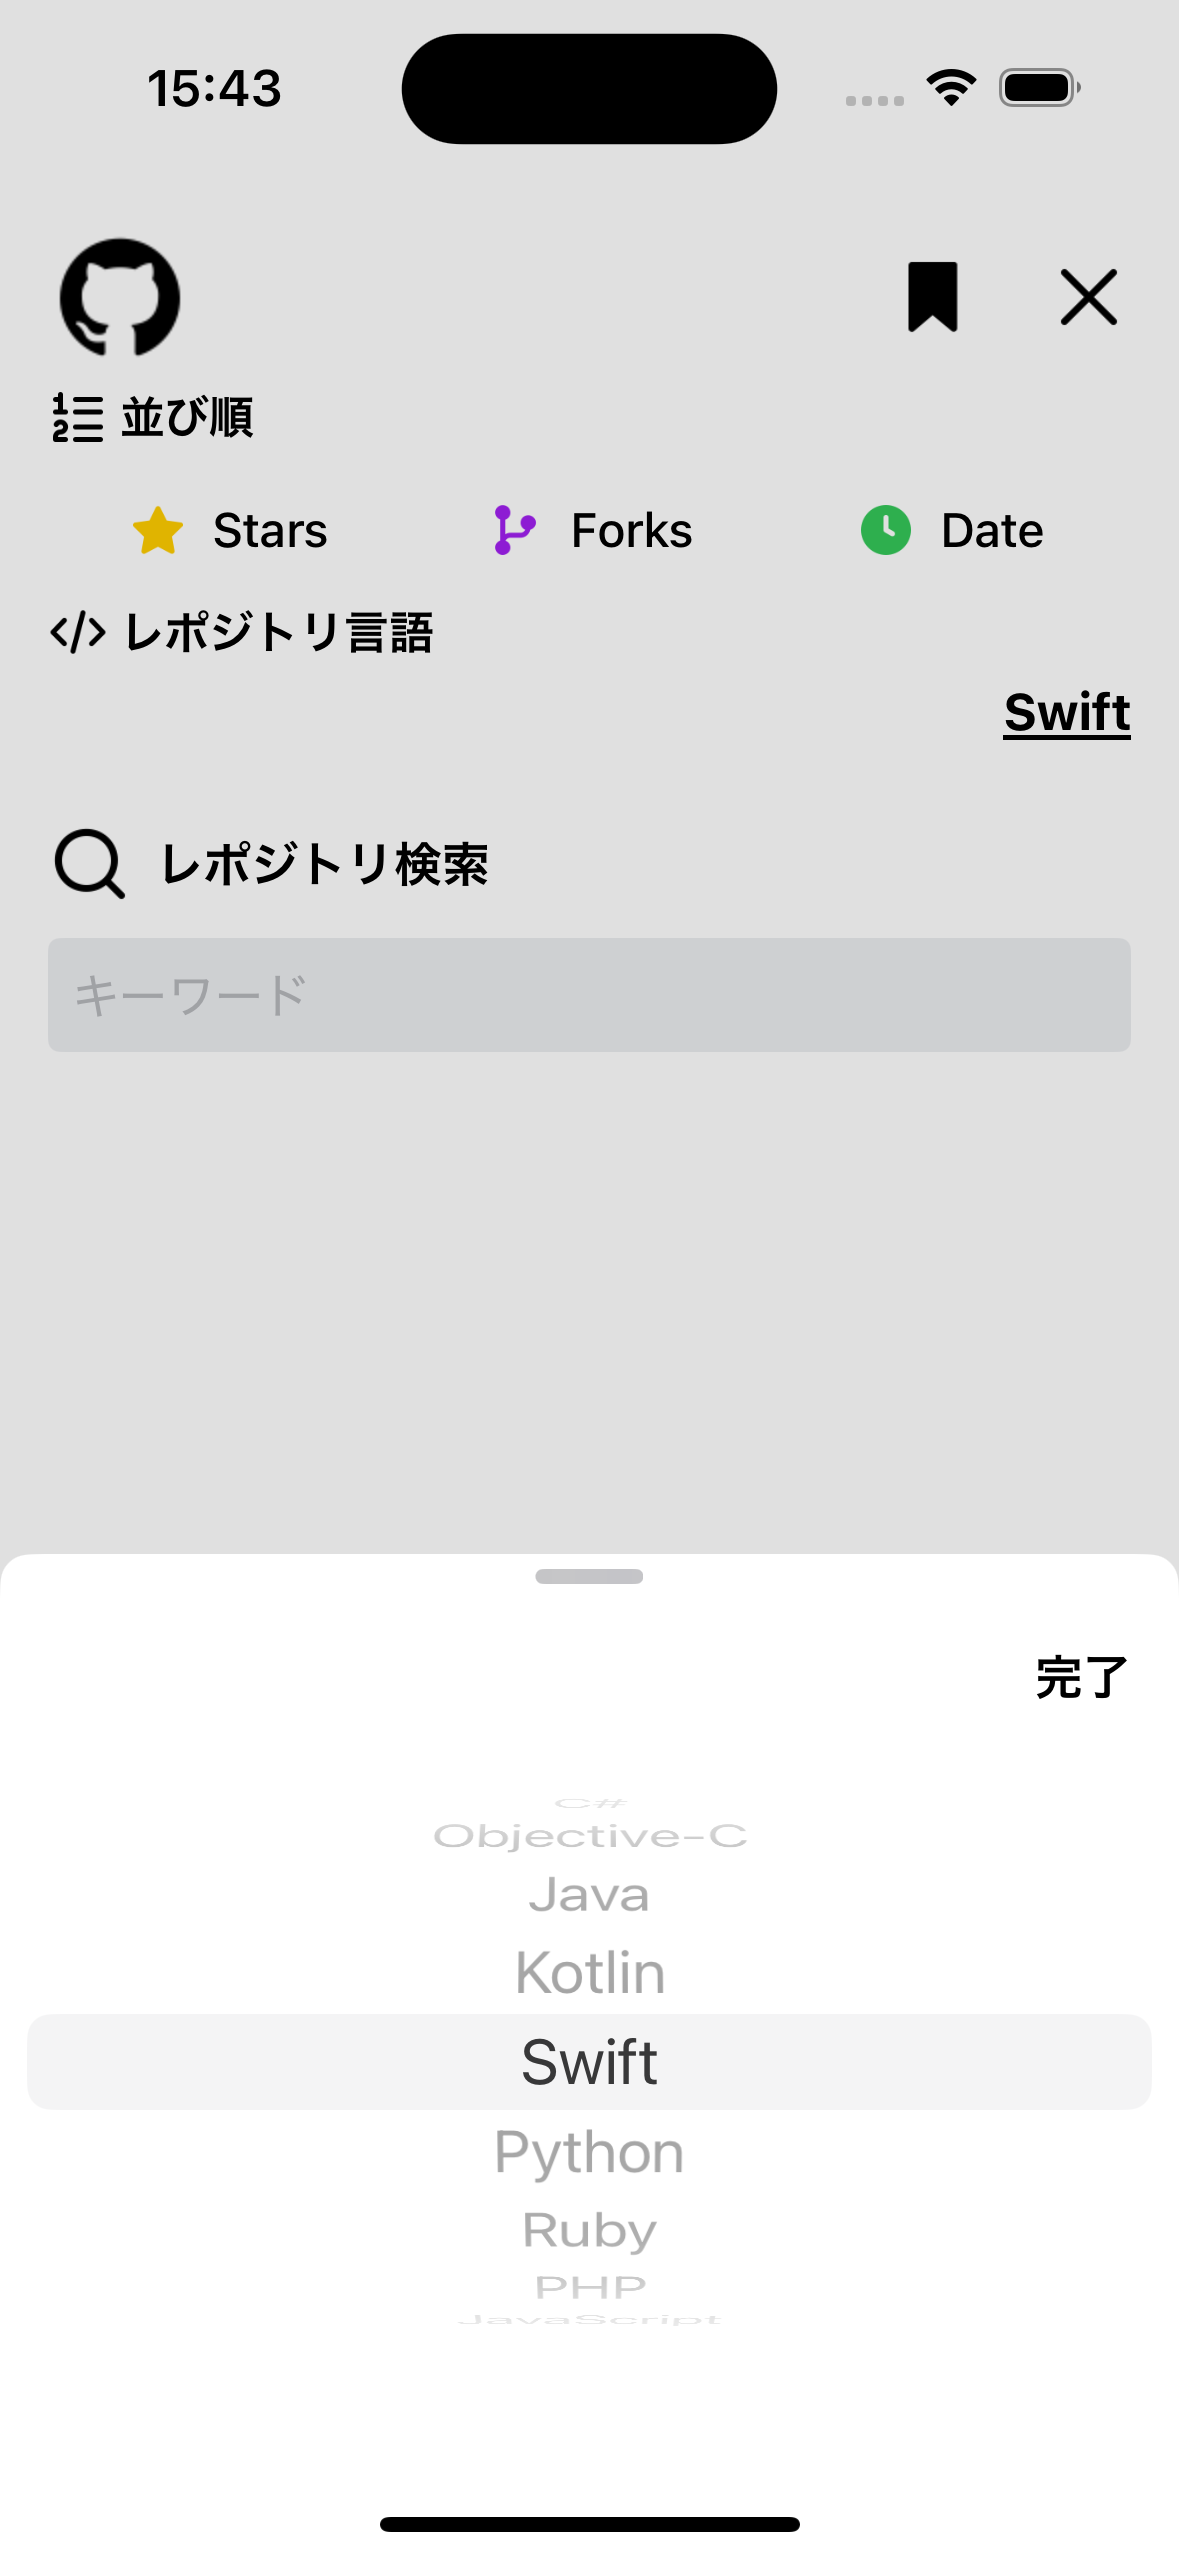 15:43
並び順
Stars Forks Date
レポジトリ言語
Swift
レポジトリ検索
キーワード
完了
C#
Objective-C
Java
Kotlin
Swift
Python
Ruby
PHP
JavaScript